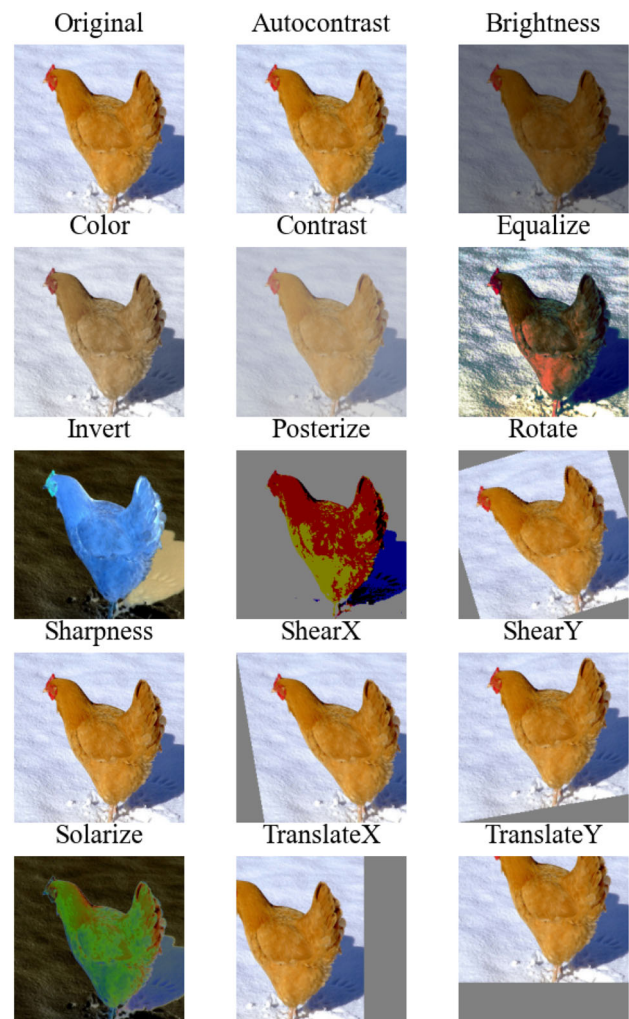 Original Autocontrast Brightness
Color Contrast Equalize
Invert Posterize Rotate
Sharpness ShearX ShearY
Solarize TranslateX TranslateY